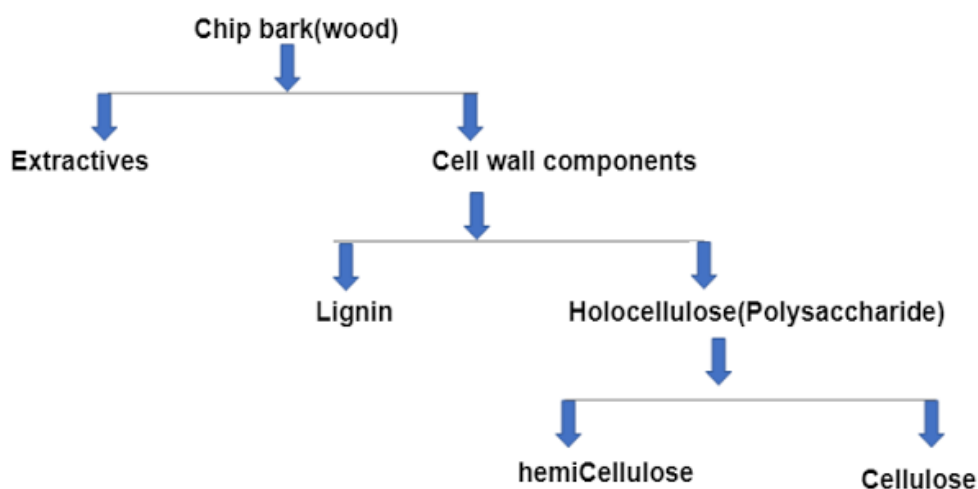 Chip bark(wood)
Extractives
Cell wall components
Lignin
Holocellulose(Polysaccharide)
hemiCellulose
Cellulose